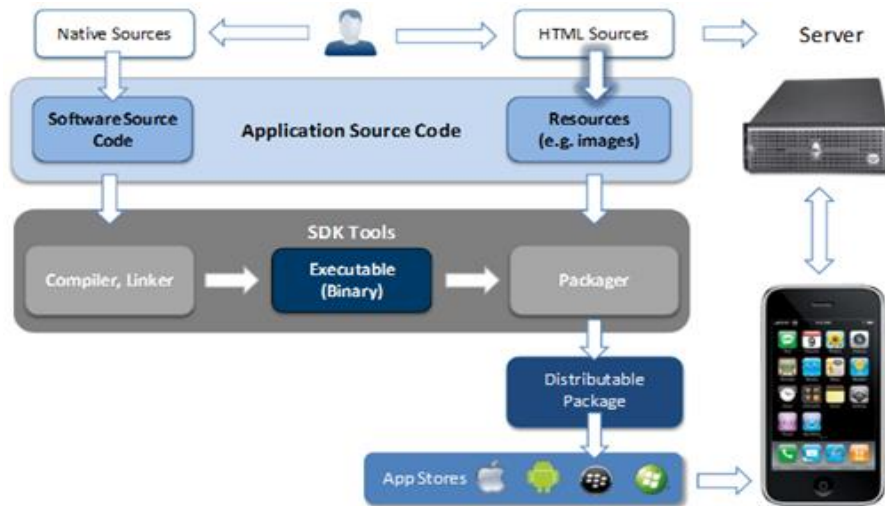 Native Sources
HTML Sources
Server
Software Source
Code
Application Source Code
Resources
(e.g. images)
SDK Tools
Compiler, Linker
Executable
(Binary)
Packager
Distributable
Package
App Stores